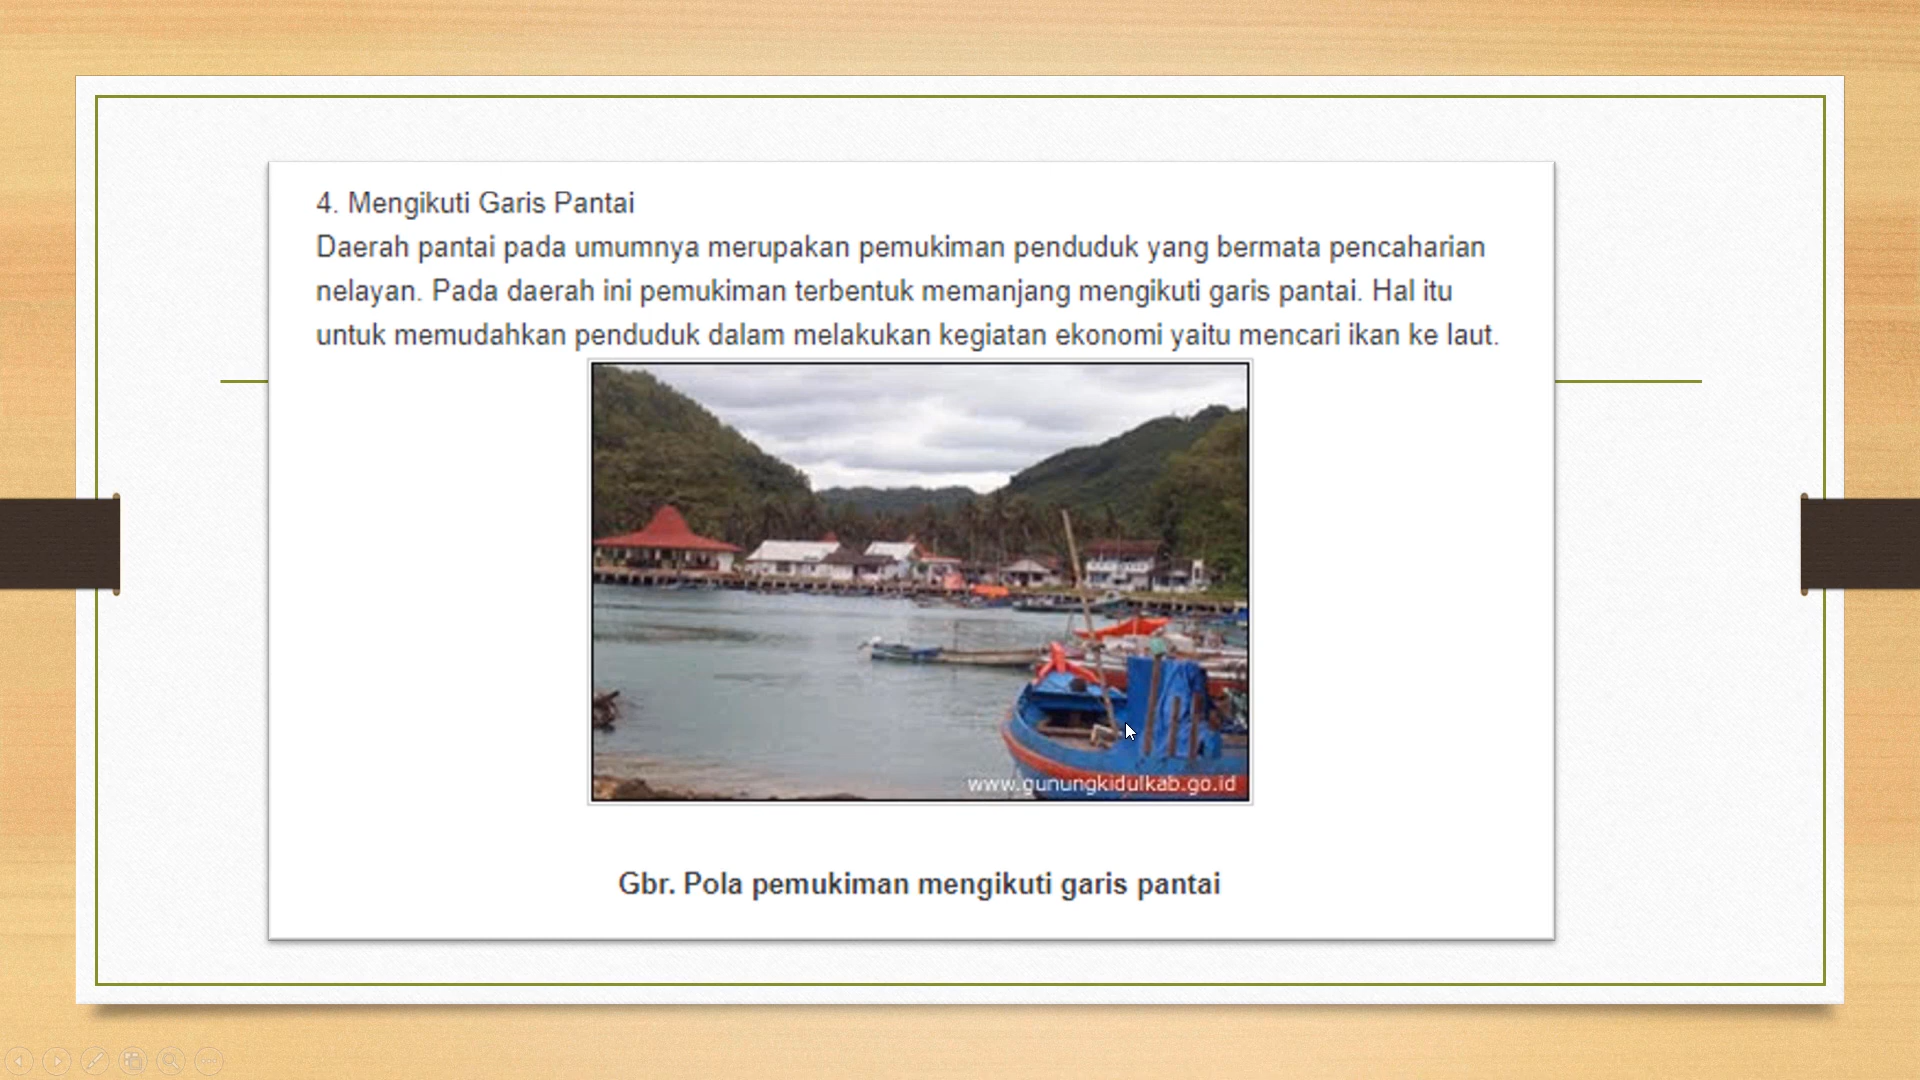 4. Mengikuti Garis Pantai
Daerah pantai pada umumnya merupakan pemukiman penduduk yang bermata pencaharian
nelayan. Pada daerah ini pemukiman terbentuk memanjang mengikuti garis pantai. Hal itu
untuk memudahkan penduduk dalam melakukan kegiatan ekonomi yaitu mencari ikan ke laut.
www.gunungkidulkab.go.id
Gbr. Pola pemukiman mengikuti garis pantai